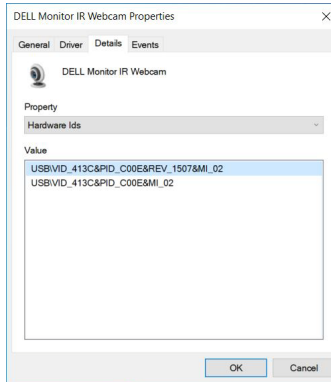 DELL Monitor IR Webcam Properties
General Driver Details Events
DELL Monitor IR Webcam
Property
Hardware Ids
Value
USB\VID_413C&PID_C00E&REV_1507&MI_02
USB\VID_413C&PID_C00E&MI_02
OK Cancel